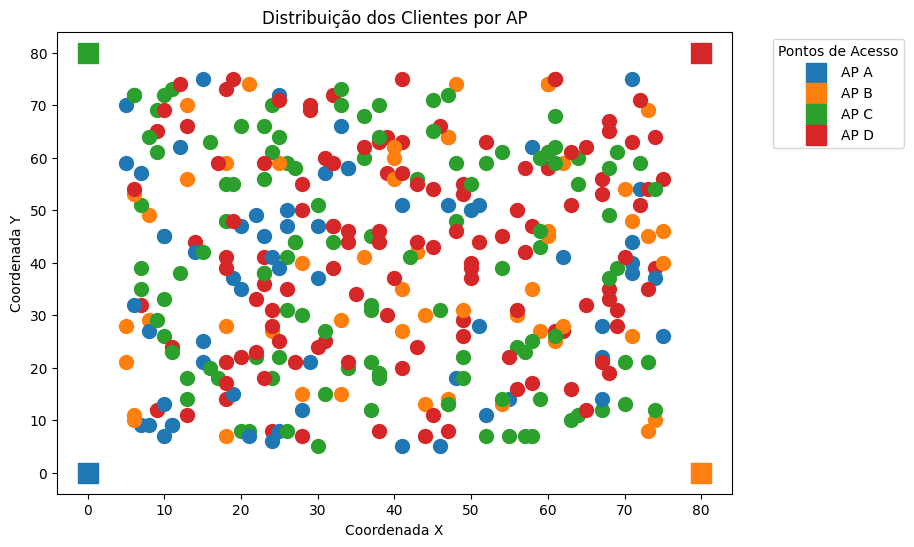 Distribuição dos Clientes por AP
Pontos de Acesso
AP A
AP B
AP C
AP D
Coordenada Y
80
70
60
50
40
30
20
10
0
0 10 20 30 40 50 60 70 80
Coordenada X